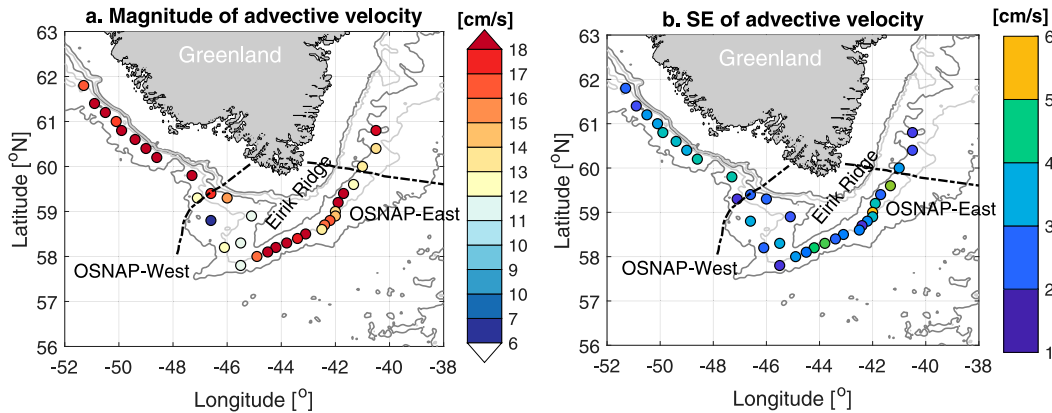 a. Magnitude of advective velocity
[cm/s]
63
62
61
60
59
58
57
56
Latitude [oN]
Greenland
Eirik Ridge
OSNAP-East
OSNAP-West
-52 -50 -48 -46 -44 -42 -40 -38
Longitude [o]
18
17
16
15
14
13
12
11
10
9
10
7
6
b. SE of advective velocity
[cm/s]
63
62
61
60
59
58
57
56
Latitude [oN]
Greenland
Eirik Ridge
OSNAP-East
OSNAP-West
-52 -50 -48 -46 -44 -42 -40 -38
Longitude [o]
6
5
4
3
2
1